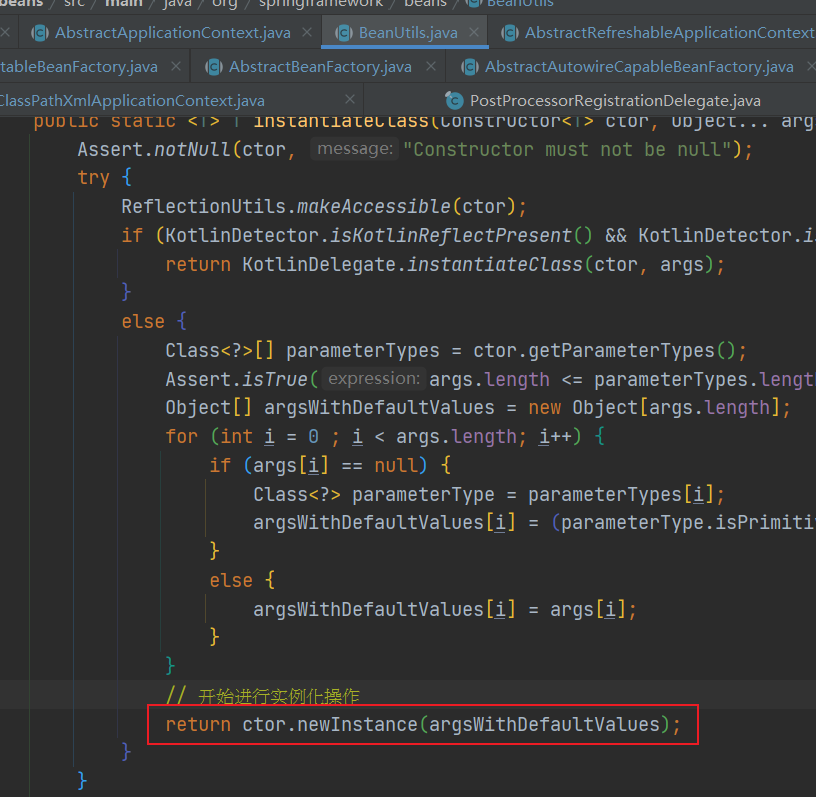 beans / src / main / java / org / springframework / beans / BeanUtils
AbstractApplicationContext.java BeanUtils.java AbstractRefreshableApplicationContext
tableBeanFactory.java AbstractBeanFactory.java AbstractAutowireCapableBeanFactory.java
ClassPathXmlApplicationContext.java PostProcessorRegistrationDelegate.java
public static <T> T instantiateClass(Constructor<T> ctor, Object... arg
Assert.notNull(ctor, message: "Constructor must not be null");
try {
ReflectionUtils.makeAccessible(ctor);
if (KotlinDetector.isKotlinReflectPresent() && KotlinDetector.is
return KotlinDelegate.instantiateClass(ctor, args);
}
else {
Class<?>[] parameterTypes = ctor.getParameterTypes();
Assert.isTrue( expression: args.length <= parameterTypes.length
Object[] argsWithDefaultValues = new Object[args.length];
for (int i = 0 ; i < args.length; i++) {
if (args[i] == null) {
Class<?> parameterType = parameterTypes[i];
argsWithDefaultValues[i] = (parameterType.isPrimiti
}
else {
argsWithDefaultValues[i] = args[i];
}
}
// 开始进行实例化操作
return ctor.newInstance(argsWithDefaultValues);
}
}